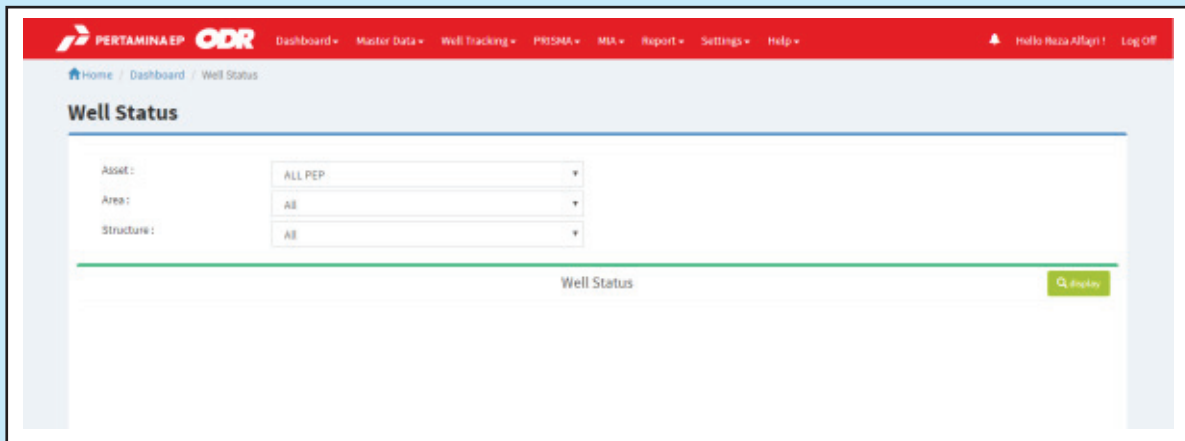 PERTAMINA EP ODR Dashboard Master Data Well Tracking PRISMA MIA Report Settings Help Hello Reza Alfajri ! Log Off
Home / Dashboard / Well Status
Well Status
Asset : ALL PEP
Area : All
Structure : All
Well Status display